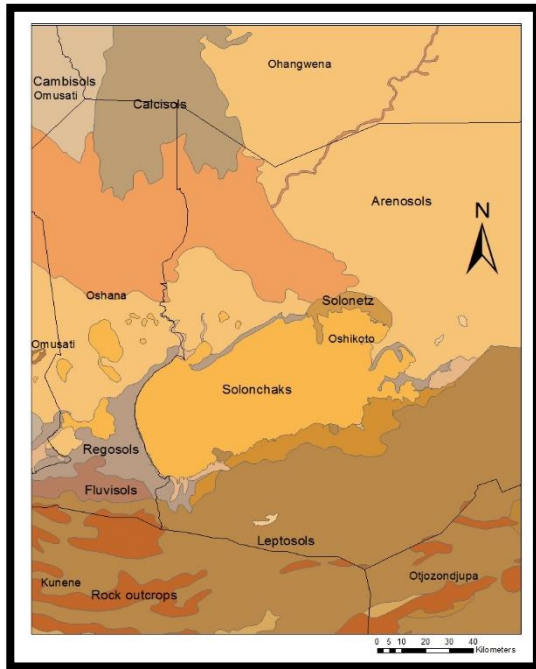 Ohangwena
Cambisols
Omusati
Calcisols
Arenosols
N
Oshana
Solonetz
Omusati
Oshikoto
Solonchaks
Regosols
Fluvisols
Leptosols
Kunene
Otjozondjupa
Rock outcrops
0 5 10 20 30 40
Kilometers